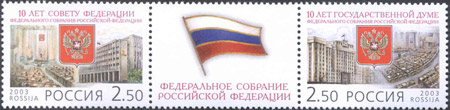 10 ЛЕТ СОВЕТУ ФЕДЕРАЦИИ
ФЕДЕРАЛЬНОГО СОБРАНИЯ РОССИЙСКОЙ ФЕДЕРАЦИИ
2003
ROSSIJA
РОССИЯ
2.50
ФЕДЕРАЛЬНОЕ СОБРАНИЕ
РОССИЙСКОЙ ФЕДЕРАЦИИ
10 ЛЕТ ГОСУДАРСТВЕННОЙ ДУМЕ
ФЕДЕРАЛЬНОГО СОБРАНИЯ РОССИЙСКОЙ ФЕДЕРАЦИИ
РОССИЯ
2.50
2003
ROSSIJA